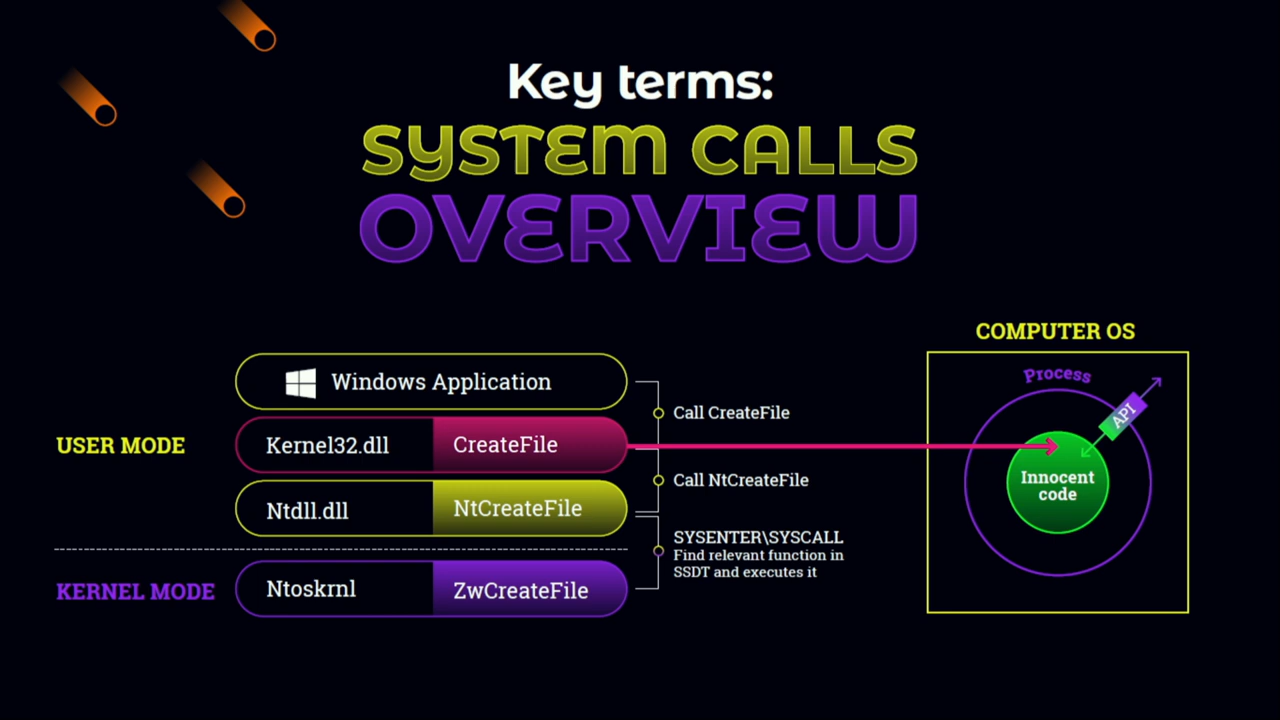 Key terms:
SYSTEM CALLS
OVERVIEW
COMPUTER OS
Process
API
Innocent
code
Windows Application
Call CreateFile
USER MODE
Kernel32.dll
CreateFile
Call NtCreateFile
Ntdll.dll
NtCreateFile
SYSENTER\SYSCALL
Find relevant function in
SSDT and executes it
KERNEL MODE
Ntoskrnl
ZwCreateFile